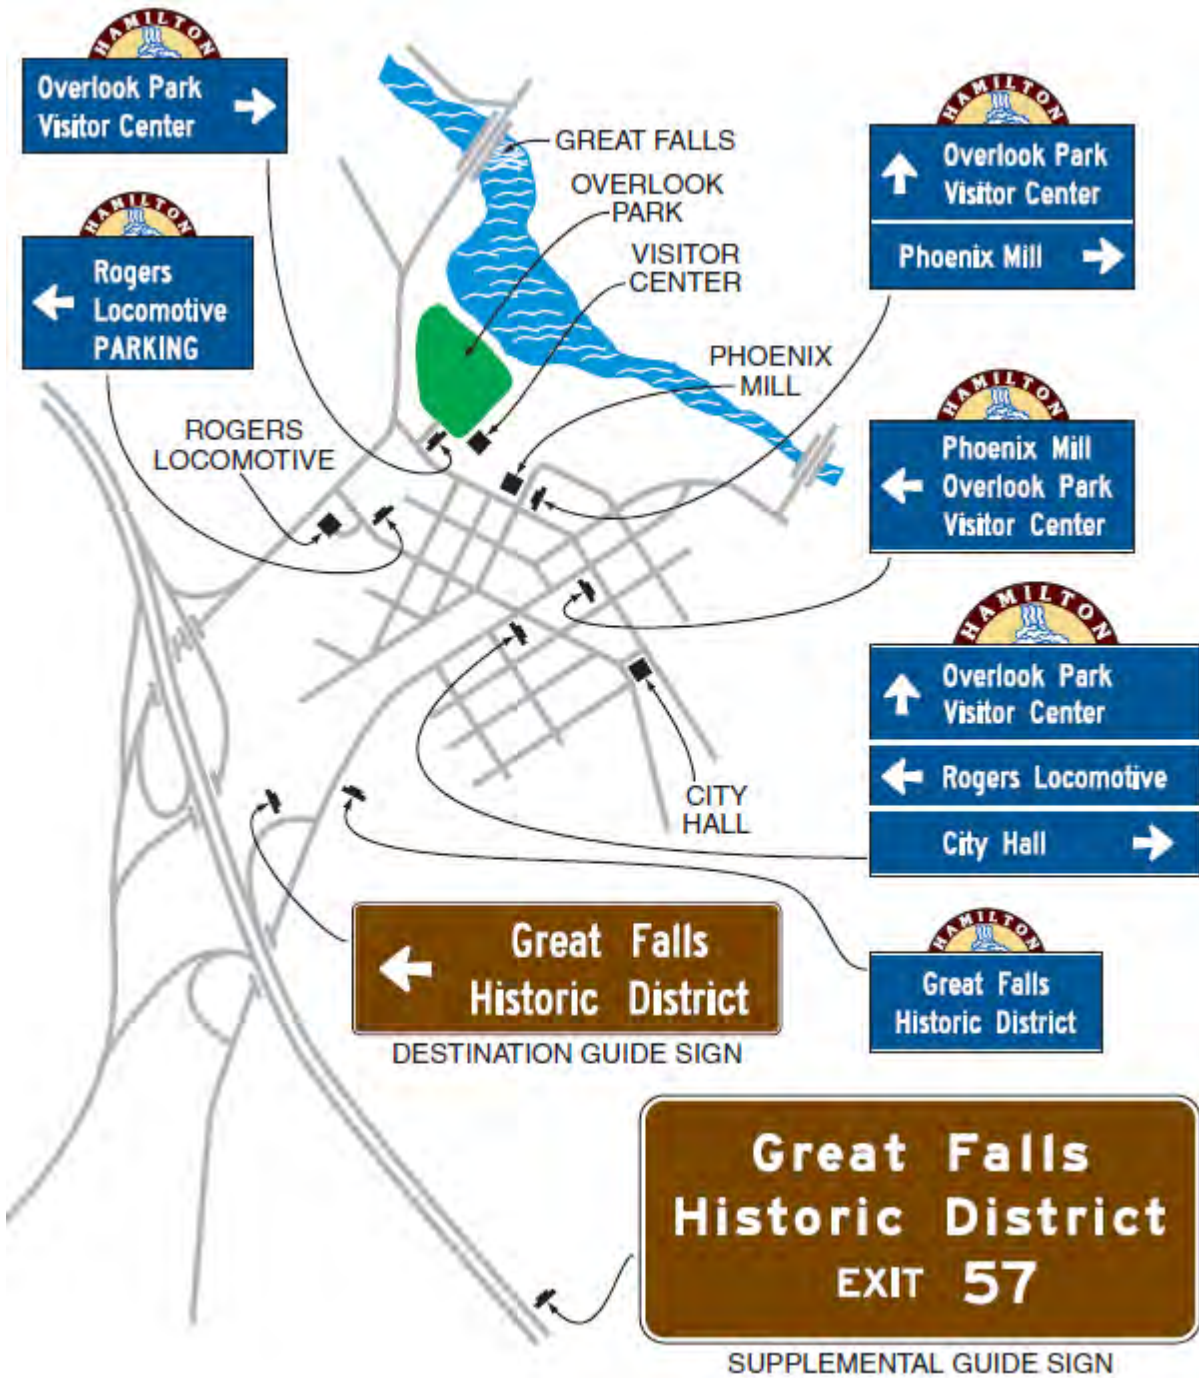 HAMILTON
Overlook Park
Visitor Center
HAMILTON
Rogers
Locomotive
PARKING
GREAT FALLS
OVERLOOK
PARK
VISITOR
CENTER
PHOENIX
MILL
ROGERS
LOCOMOTIVE
CITY
HALL
HAMILTON
Overlook Park
Visitor Center
Phoenix Mill
HAMILTON
Phoenix Mill
Overlook Park
Visitor Center
HAMILTON
Overlook Park
Visitor Center
Rogers Locomotive
City Hall
HAMILTON
Great Falls
Historic District
Great Falls
Historic District
DESTINATION GUIDE SIGN
Great Falls
Historic District
EXIT 57
SUPPLEMENTAL GUIDE SIGN